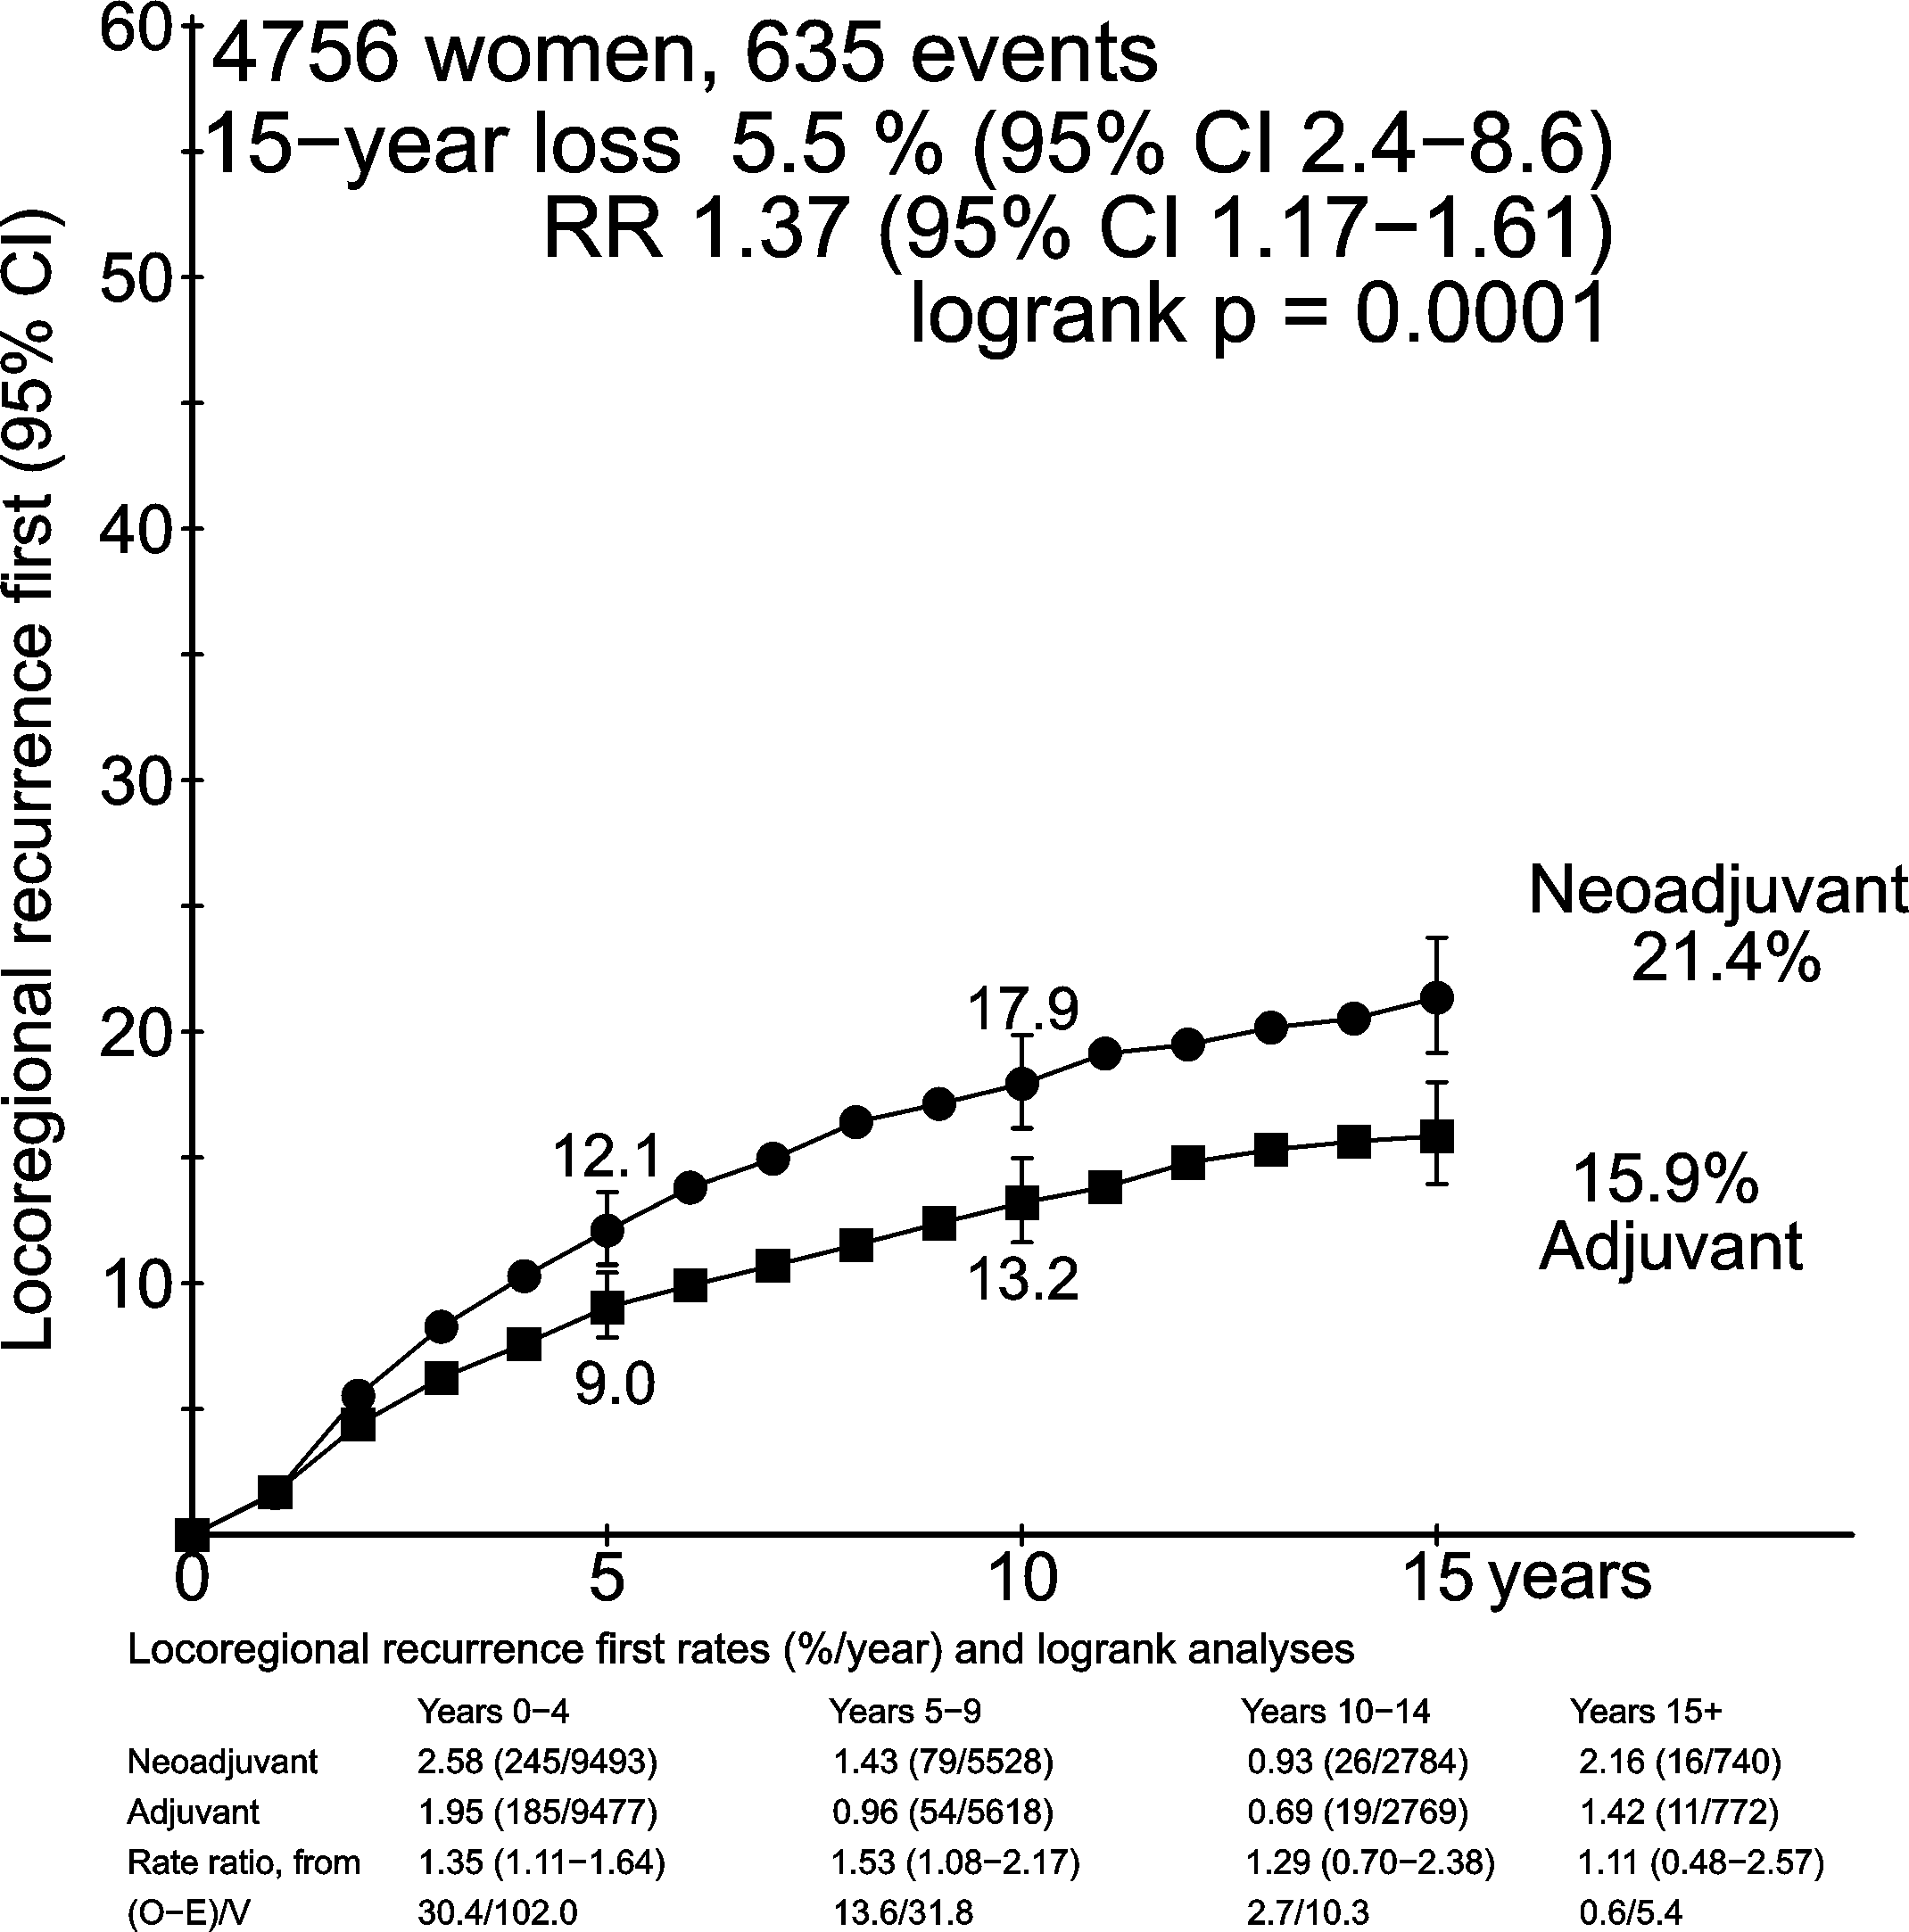 4756 women, 635 events
15−year loss 5.5 % (95% CI 2.4−8.6)
RR 1.37 (95% CI 1.17−1.61)
logrank p = 0.0001
Locoregional recurrence first (95% CI)
60
50
40
30
20
10
Neoadjuvant
21.4%
17.9
12.1
15.9%
Adjuvant
13.2
9.0
0 5 10 15 years
Locoregional recurrence first rates (%/year) and logrank analyses
Years 0−4 Years 5−9 Years 10−14 Years 15+
Neoadjuvant 2.58 (245/9493) 1.43 (79/5528) 0.93 (26/2784) 2.16 (16/740)
Adjuvant 1.95 (185/9477) 0.96 (54/5618) 0.69 (19/2769) 1.42 (11/772)
Rate ratio, from 1.35 (1.11−1.64) 1.53 (1.08−2.17) 1.29 (0.70−2.38) 1.11 (0.48−2.57)
(O−E)/V 30.4/102.0 13.6/31.8 2.7/10.3 0.6/5.4